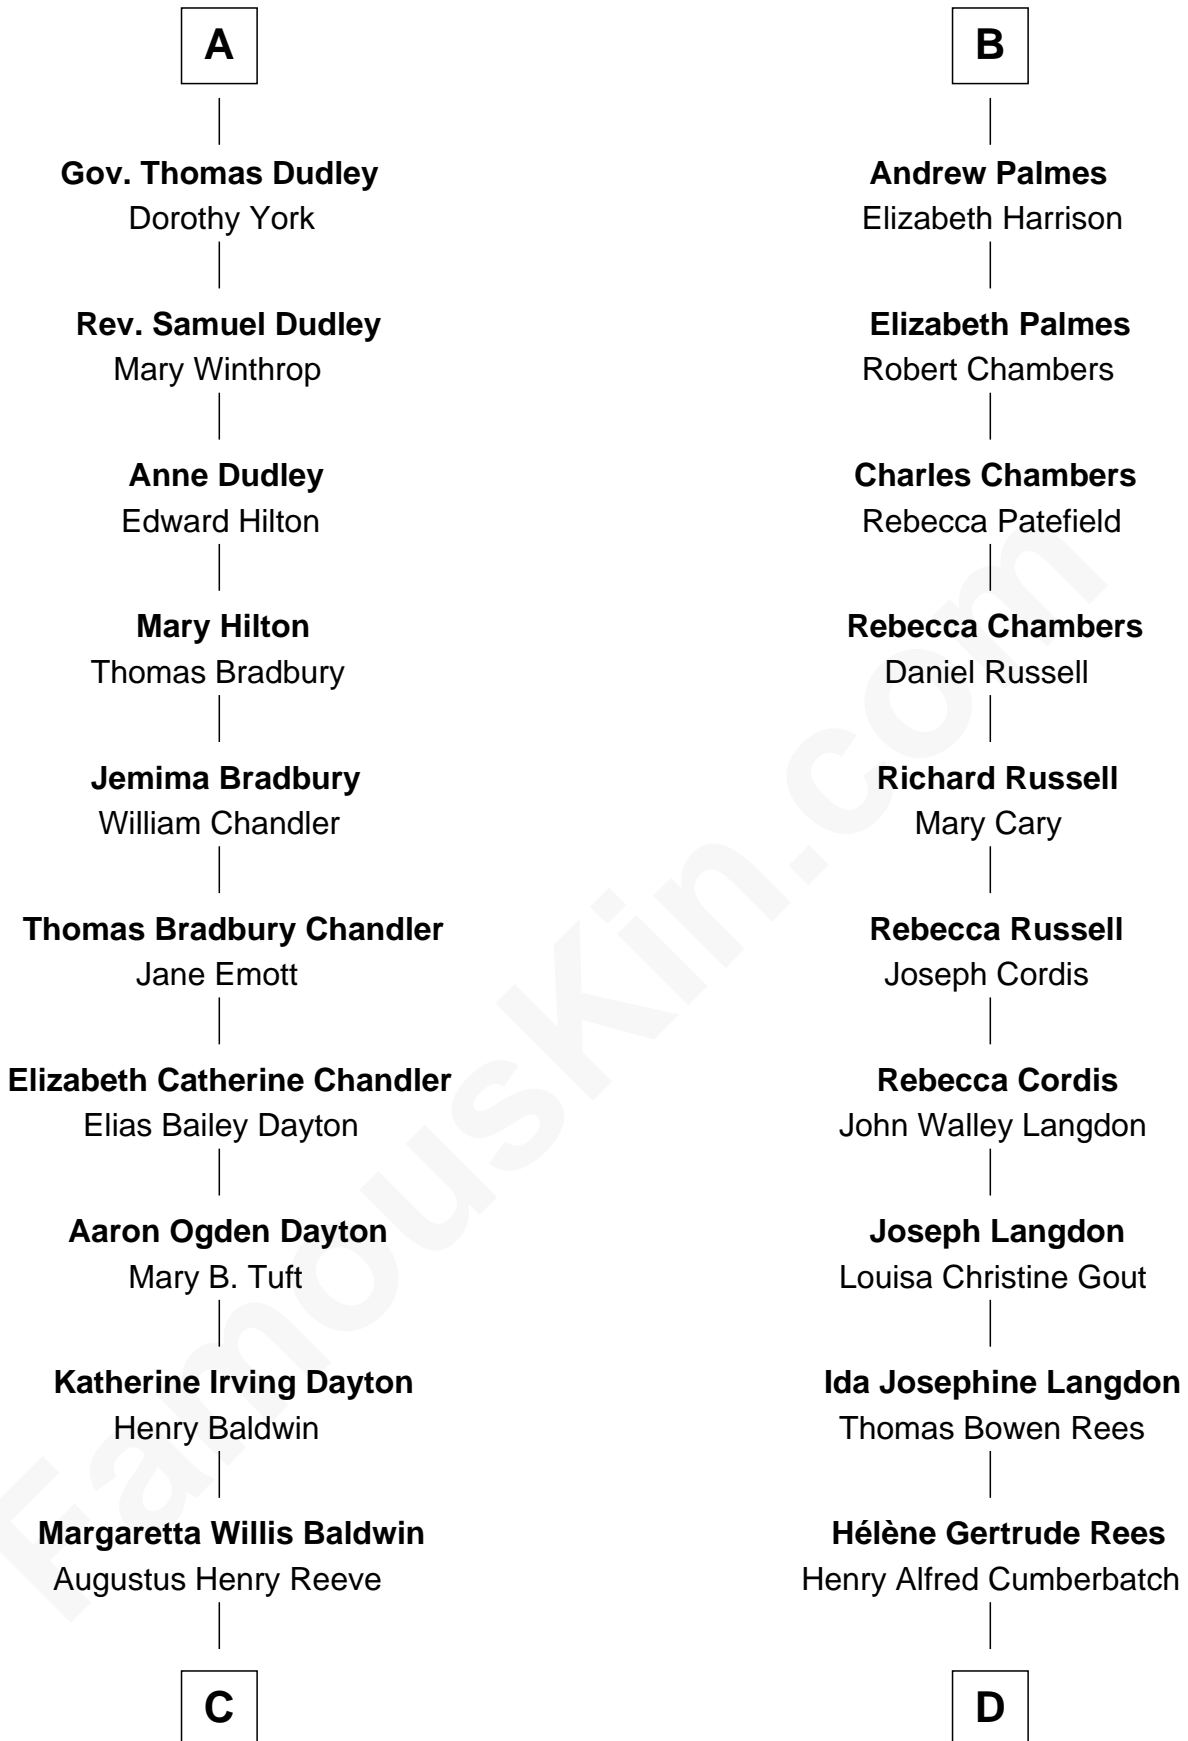 A
Gov. Thomas Dudley
Dorothy York
Rev. Samuel Dudley
Mary Winthrop
Anne Dudley
Edward Hilton
Mary Hilton
Thomas Bradbury
Jemima Bradbury
William Chandler
Thomas Bradbury Chandler
Jane Emott
Elizabeth Catherine Chandler
Elias Bailey Dayton
Aaron Ogden Dayton
Mary B. Tuft
Katherine Irving Dayton
Henry Baldwin
Margaretta Willis Baldwin
Augustus Henry Reeve
C
B
Andrew Palmes
Elizabeth Harrison
Elizabeth Palmes
Robert Chambers
Charles Chambers
Rebecca Patefield
Rebecca Chambers
Daniel Russell
Richard Russell
Mary Cary
Rebecca Russell
Joseph Cordis
Rebecca Cordis
John Walley Langdon
Joseph Langdon
Louisa Christine Gout
Ida Josephine Langdon
Thomas Bowen Rees
Hélène Gertrude Rees
Henry Alfred Cumberbatch
D
FamousKin.com